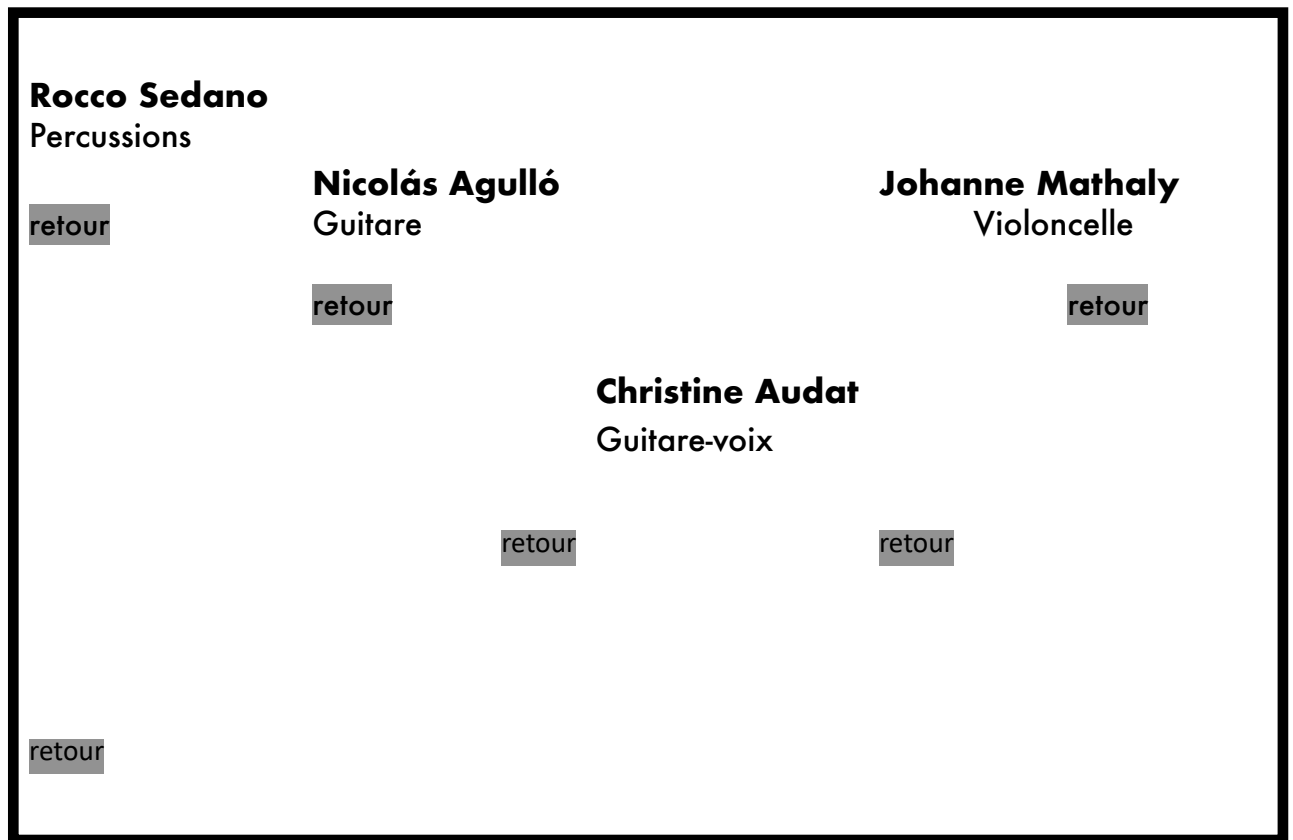 Rocco Sedano
Percussions
Nicolás Agulló
Johanne Mathaly
retour
Guitare
Violoncelle
retour
retour
Christine Audat
Guitare-voix
retour
retour
retour